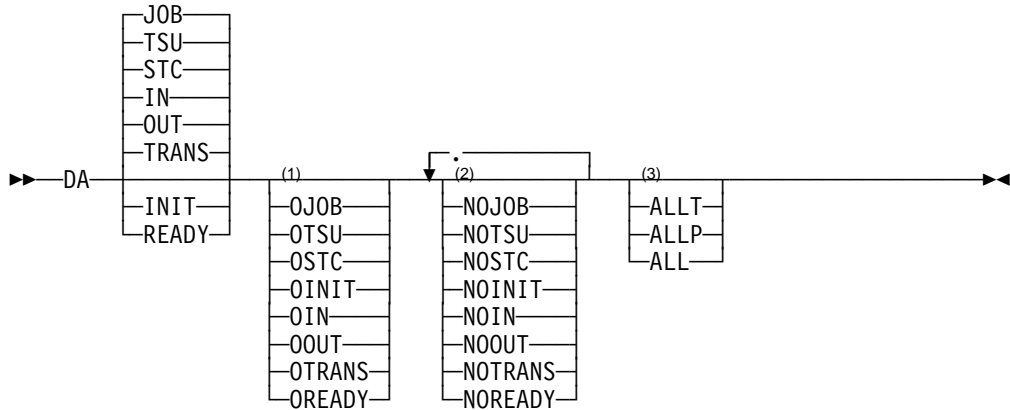 JOB
TSU
STC
IN
OUT
TRANS
.
DA (1) (2) (3)
INIT OJOB NOJOB ALLT
READY OTSU NOTSU ALLP
OSTC NOSTC ALL
OINIT NOINIT
OIN NOIN
OOUT NOOUT
OTRANS NOTRANS
OREADY NOREADY